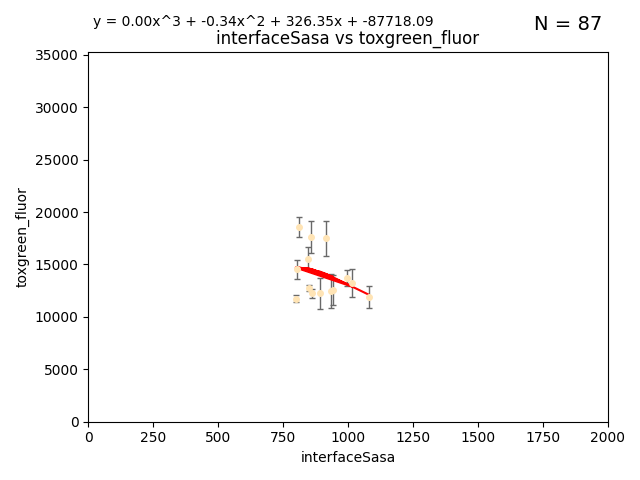 y = 0.00x^3 + -0.34x^2 + 326.35x + -87718.09
N = 87
interfaceSasa vs toxgreen_fluor
35000
30000
25000
20000
15000
10000
5000
0
toxgreen_fluor
0 250 500 750 1000 1250 1500 1750 2000
interfaceSasa